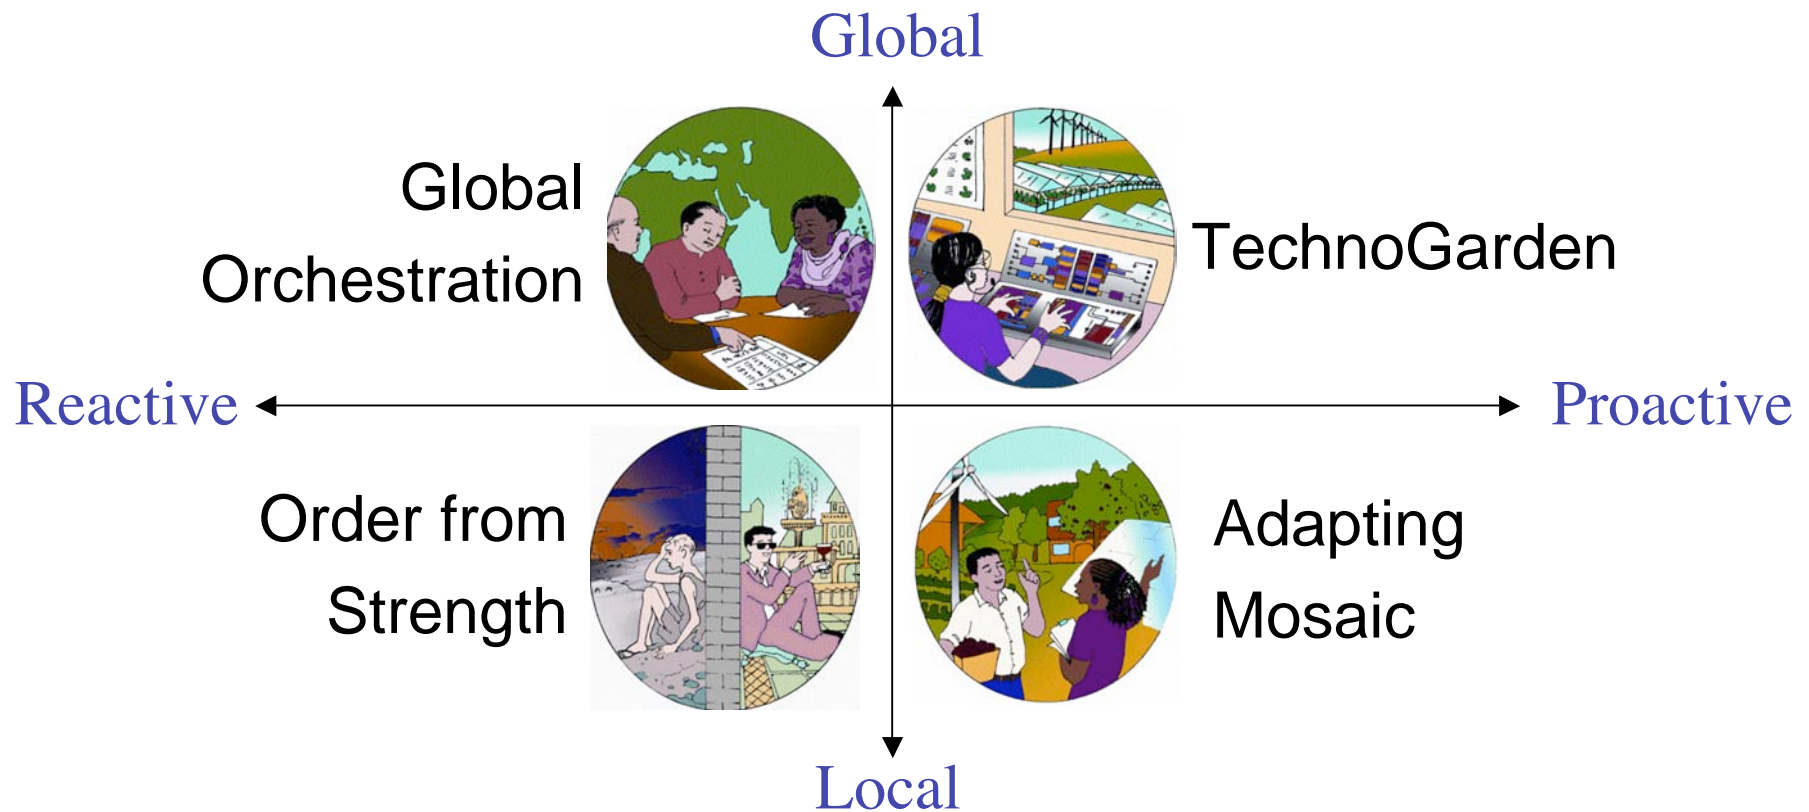 Global
Global
Orchestration
TechnoGarden
Reactive
Proactive
Order from
Strength
Adapting
Mosaic
Local